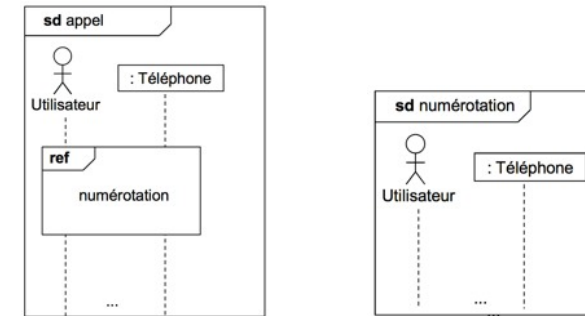 sd appel
: Téléphone
Utilisateur
ref
numérotation
...
sd numérotation
: Téléphone
Utilisateur
...
...